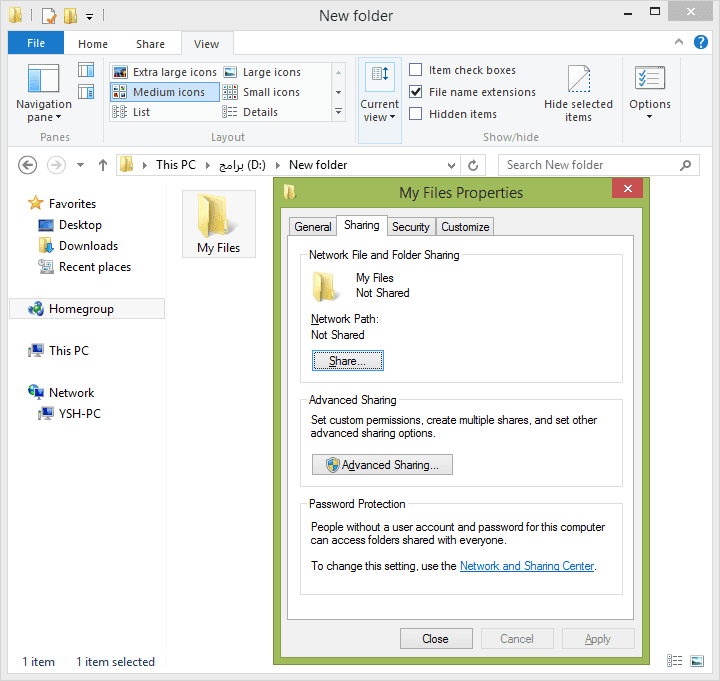 New folder
File Home Share View
Navigation pane
Panes
Extra large icons Large icons
Medium icons Small icons
List Details
Layout
Current view
Item check boxes
File name extensions
Hidden items
Hide selected items
Show/hide
Options
This PC برامج (D:) New folder
Search New folder
Favorites
Desktop
Downloads
Recent places
Homegroup
This PC
Network
YSH-PC
My Files
My Files Properties
General Sharing Security Customize
Network File and Folder Sharing
My Files
Not Shared
Network Path:
Not Shared
Share...
Advanced Sharing
Set custom permissions, create multiple shares, and set other
advanced sharing options.
Advanced Sharing...
Password Protection
People without a user account and password for this computer
can access folders shared with everyone.
To change this setting, use the Network and Sharing Center.
Close Cancel Apply
1 item 1 item selected